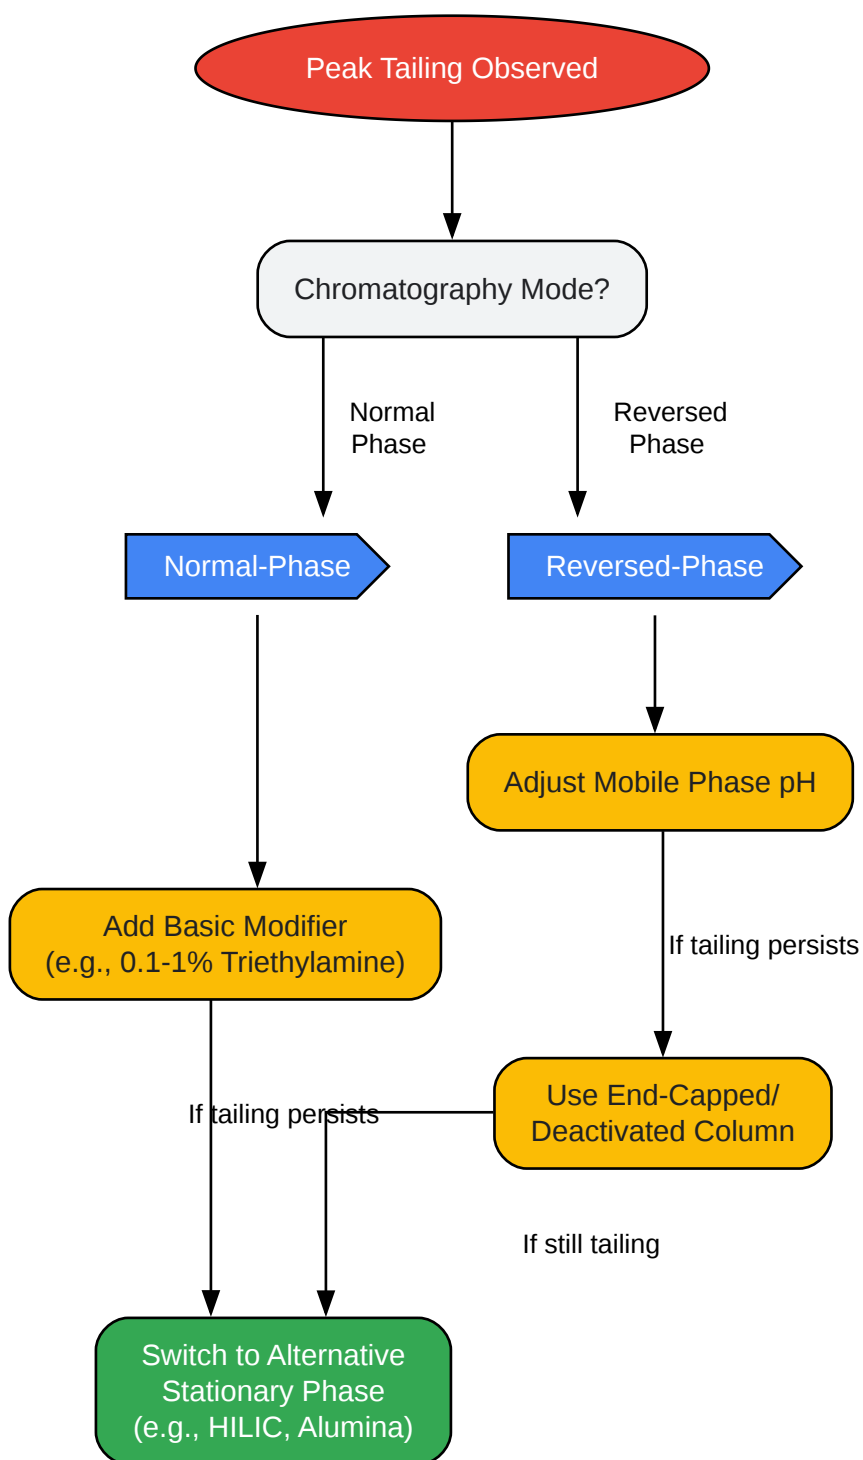 Peak Tailing Observed
Chromatography Mode?
Normal
Phase
Reversed
Phase
Normal-Phase
Reversed-Phase
Adjust Mobile Phase pH
Add Basic Modifier
(e.g., 0.1-1% Triethylamine)
If tailing persists
Use End-Capped/
Deactivated Column
If tailing persists
If still tailing
Switch to Alternative
Stationary Phase
(e.g., HILIC, Alumina)